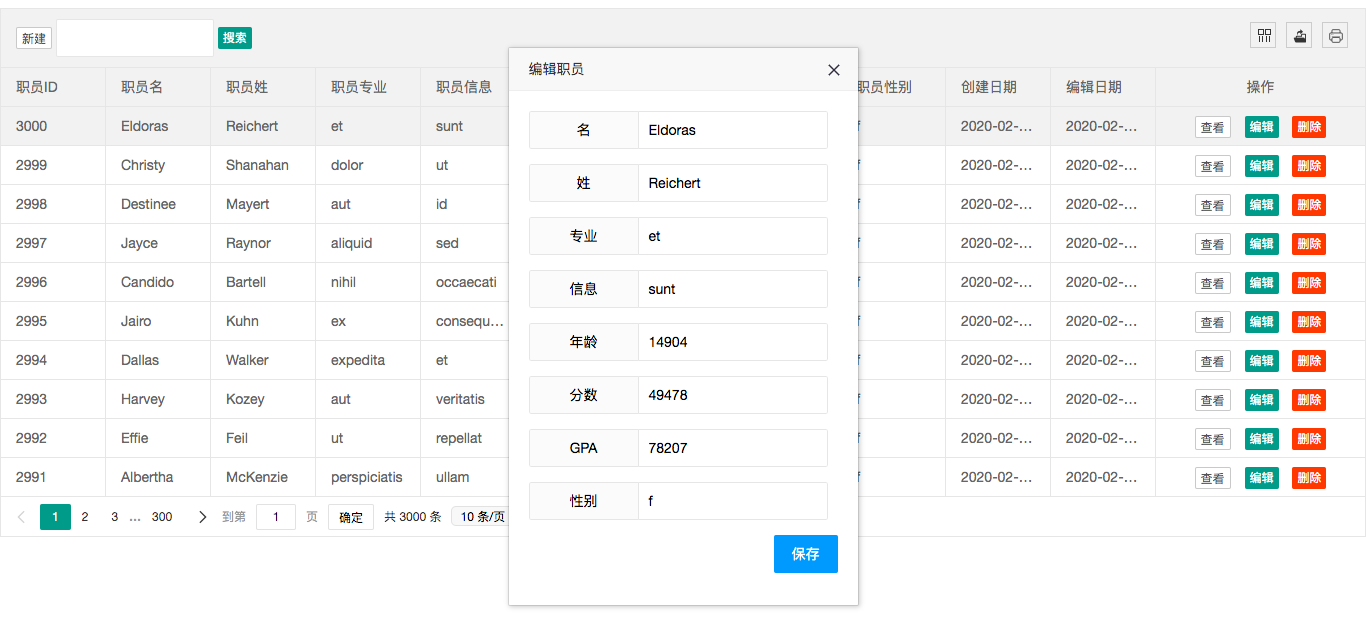 新建 搜索
编辑职员
职员ID 职员名 职员姓 职员专业 职员信息 职员性别 创建日期 编辑日期 操作
名 Eldoras
姓 Reichert
专业 et
信息 sunt
年龄 14904
分数 49478
GPA 78207
性别 f
保存
3000 Eldoras Reichert et sunt f 2020-02-... 2020-02-... 查看 编辑 删除
2999 Christy Shanahan dolor ut f 2020-02-... 2020-02-... 查看 编辑 删除
2998 Destinee Mayert aut id f 2020-02-... 2020-02-... 查看 编辑 删除
2997 Jayce Raynor aliquid sed f 2020-02-... 2020-02-... 查看 编辑 删除
2996 Candido Bartell nihil occaecati f 2020-02-... 2020-02-... 查看 编辑 删除
2995 Jairo Kuhn ex consequ... f 2020-02-... 2020-02-... 查看 编辑 删除
2994 Dallas Walker expedita et f 2020-02-... 2020-02-... 查看 编辑 删除
2993 Harvey Kozey aut veritatis f 2020-02-... 2020-02-... 查看 编辑 删除
2992 Effie Feil ut repellat f 2020-02-... 2020-02-... 查看 编辑 删除
2991 Albertha McKenzie perspiciatis ullam f 2020-02-... 2020-02-... 查看 编辑 删除
1 2 3 ... 300 到第 1 页 确定 共 3000 条 10 条/页